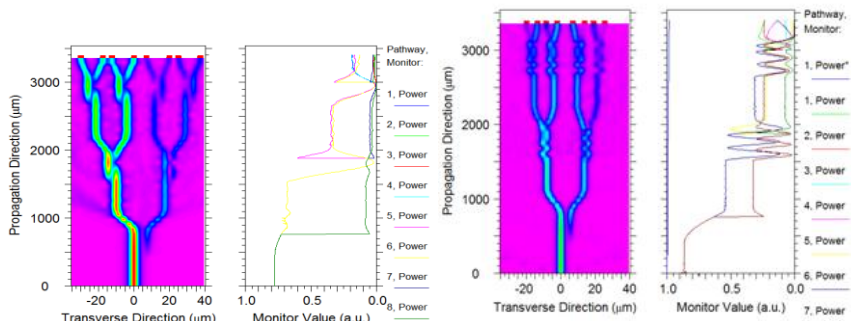 Pathway,
Monitor:
3000
2000
1000
0
Propagation Direction (μm)
-20 0 20 40
Transverse Direction (μm)
1.0 0.5 0.0
Monitor Value (a.u.)
1, Power
2, Power
3, Power
4, Power
5, Power
6, Power
7, Power
8, Power
Pathway,
Monitor:
3000
2000
1000
0
Propagation Direction (μm)
-20 0 20 40
Transverse Direction (μm)
1.0 0.5 0.0
Monitor Value (a.u.)
1, Power*
1, Power
2, Power
3, Power
4, Power
5, Power
6, Power
7, Power